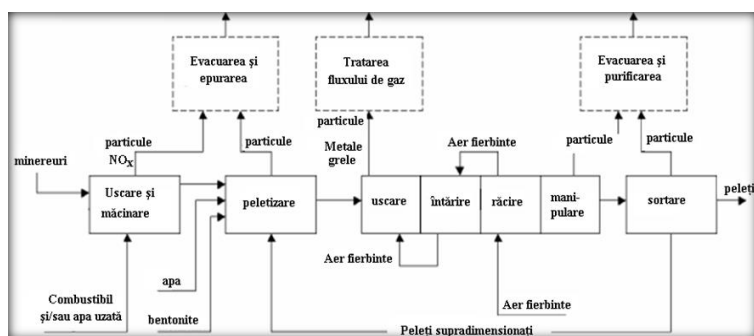 Evacuarea și
epurarea
Tratarea
fluxului de gaz
Evacuarea și
purificarea
particule
NOX
particule
particule
Metale
grele
Aer fierbinte
particule
particule
minereuri
Uscare și
măcinare
peletizare
uscare
întărire
răcire
mani-
pulare
sortare
peleți
Aer fierbinte
Combustibil
și/sau apa uzată
apa
bentonite
Aer fierbinte
Peleți supradimensionați